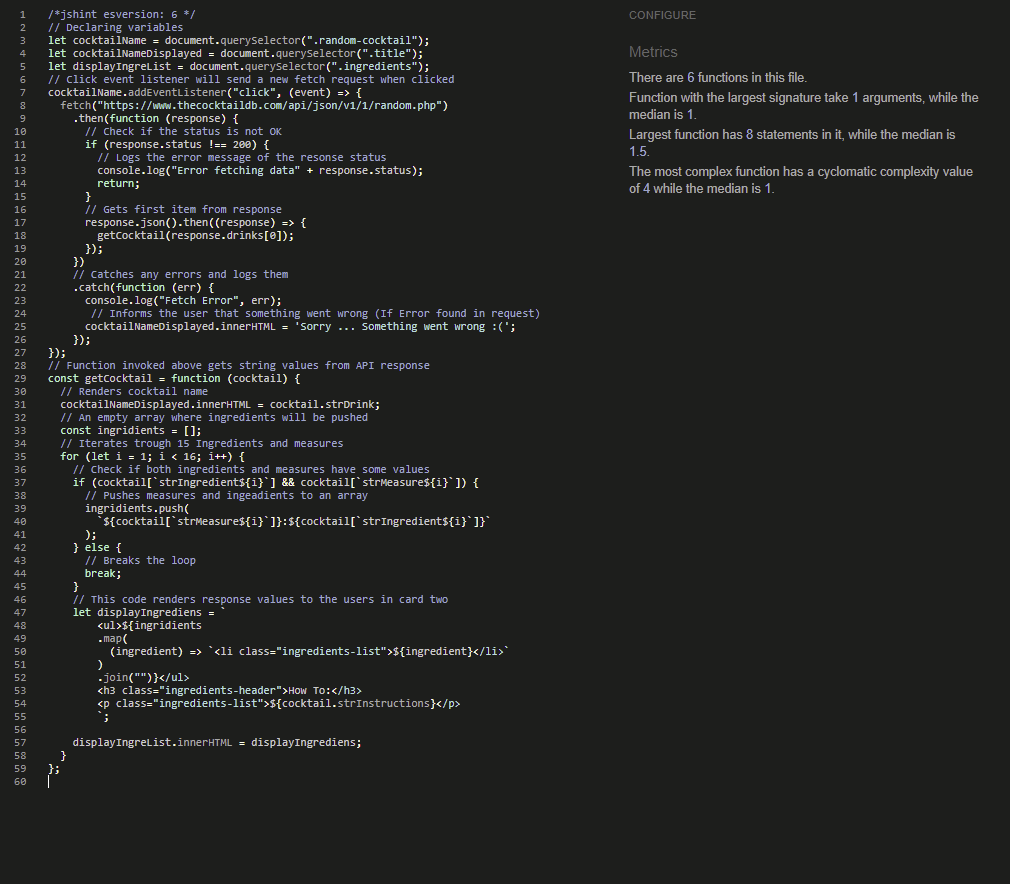 1 /*jshint esversion: 6 */
2 // Declaring variables
3 let cocktailName = document.querySelector(".random-cocktail");
4 let cocktailNameDisplayed = document.querySelector(".title");
5 let displayIngreList = document.querySelector(".ingredients");
6 // Click event listener will send a new fetch request when clicked
7 cocktailName.addEventListener("click", (event) => {
8   fetch("https://www.thecocktaildb.com/api/json/v1/1/random.php")
9     .then(function (response) {
10       // Check if the status is not OK
11       if (response.status !== 200) {
12         // Logs the error message of the resonse status
13         console.log("Error fetching data" + response.status);
14         return;
15       }
16       // Gets first item from response
17       response.json().then((response) => {
18         getCocktail(response.drinks[0]);
19       });
20     })
21     // Catches any errors and logs them
22     .catch(function (err) {
23       console.log("Fetch Error", err);
24        // Informs the user that something went wrong (If Error found in request)
25       cocktailNameDisplayed.innerHTML = 'Sorry ... Something went wrong :(';
26     });
27 });
28 // Function invoked above gets string values from API response
29 const getCocktail = function (cocktail) {
30   // Renders cocktail name
31   cocktailNameDisplayed.innerHTML = cocktail.strDrink;
32   // An empty array where ingredients will be pushed
33   const ingridients = [];
34   // Iterates trough 15 Ingredients and measures
35   for (let i = 1; i < 16; i++) {
36     // Check if both ingredients and measures have some values
37     if (cocktail[`strIngredient${i}`] && cocktail[`strMeasure${i}`]) {
38       // Pushes measures and ingeadients to an array
39       ingridients.push(
40         `${cocktail[`strMeasure${i}`]}:${cocktail[`strIngredient${i}`]}`
41       );
42     } else {
43       // Breaks the loop
44       break;
45     }
46     // This code renders response values to the users in card two
47     let displayIngrediens = `
48         <ul>${ingridients
49         .map(
50           (ingredient) => `<li class="ingredients-list">${ingredient}</li>`
51         )
52         .join("")}</ul>
53         <h3 class="ingredients-header">How To:</h3>
54         <p class="ingredients-list">${cocktail.strInstructions}</p>
55         `;
56
57     displayIngreList.innerHTML = displayIngrediens;
58   }
59 };
60
CONFIGURE
Metrics
There are 6 functions in this file.
Function with the largest signature take 1 arguments, while the
median is 1.
Largest function has 8 statements in it, while the median is
1.5.
The most complex function has a cyclomatic complexity value
of 4 while the median is 1.